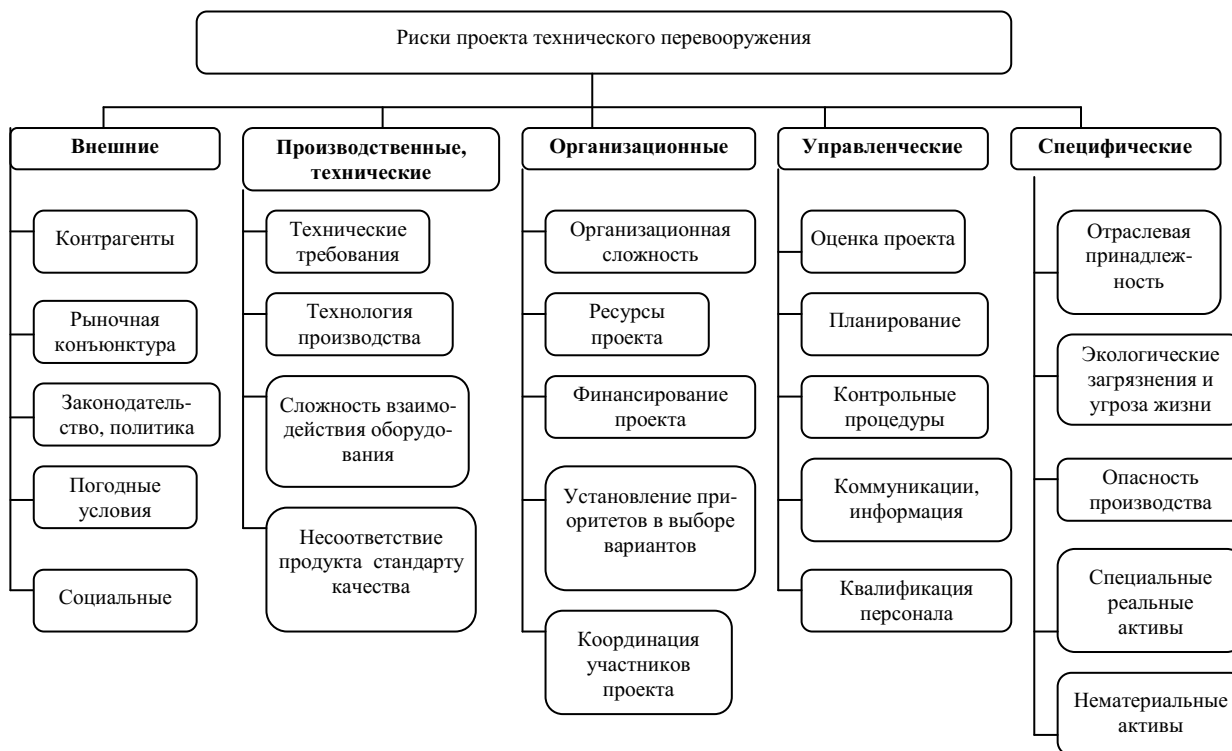 Риски проекта технического перевооружения
Внешние
Контрагенты
Рыночная
конъюнктура
Законодатель-
ство, политика
Погодные
условия
Социальные
Производственные,
технические
Технические
требования
Технология
производства
Сложность взаимо-
действия оборудо-
вания
Несоответствие
продукта стандарту
качества
Организационные
Организационная
сложность
Ресурсы
проекта
Финансирование
проекта
Установление при-
оритетов в выборе
вариантов
Координация
участников
проекта
Управленческие
Оценка проекта
Планирование
Контрольные
процедуры
Коммуникации,
информация
Квалификация
персонала
Специфические
Отраслевая
принадлеж-
ность
Экологические
загрязнения и
угроза жизни
Опасность
производства
Специальные
реальные
активы
Нематериальные
активы